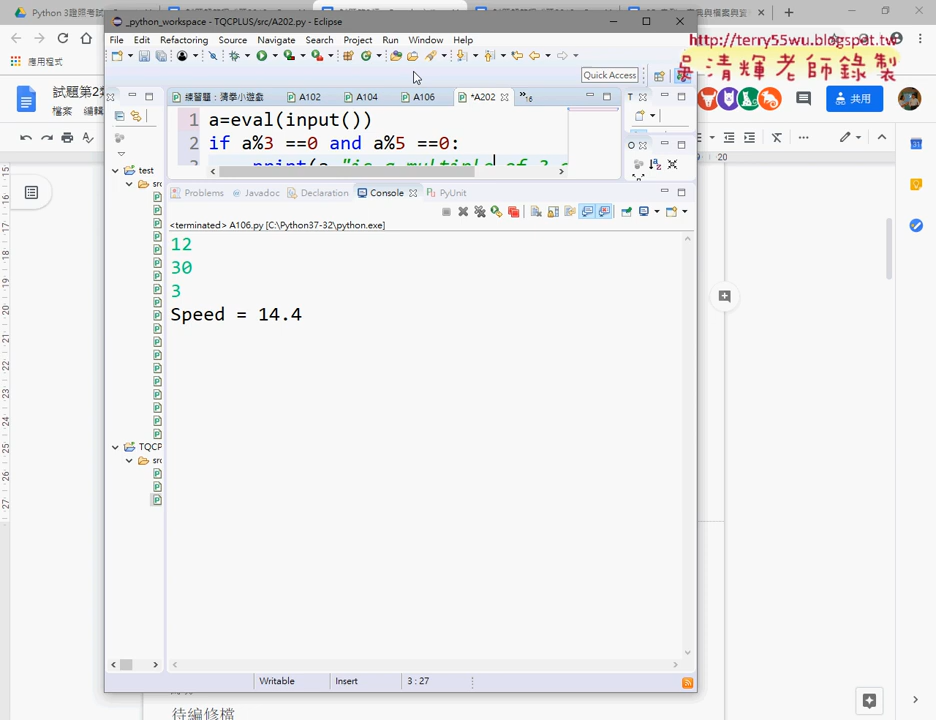 Python 3證照考試
_python_workspace - TQCPLUS/src/A202.py - Eclipse
File Edit Refactoring Source Navigate Search Project Run Window Help
http://terry55wu.blogspot.tw
吳清輝老師錄製
應用程式
Quick Access
試題第2
檔案 編輯
共用
練習題：猜拳小遊戲 A102 A104 A106 *A202 »16
1 a=eval(input())
2 if a%3 ==0 and a%5 ==0:
test
src
TQCP
Problems Javadoc Declaration Console PyUnit
<terminated> A106.py [C:\Python37-32\python.exe]
12
30
3
Speed = 14.4
Writable Insert 3 : 27
待編修檔
20